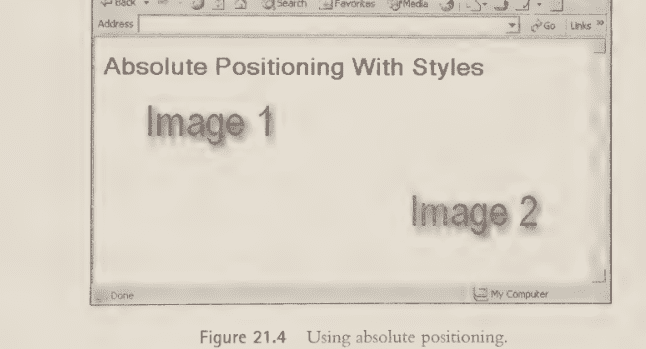 Back Search Favorites Media
Address Go Links »
Absolute Positioning With Styles
Image 1
Image 2
Done My Computer
Figure 21.4 Using absolute positioning.